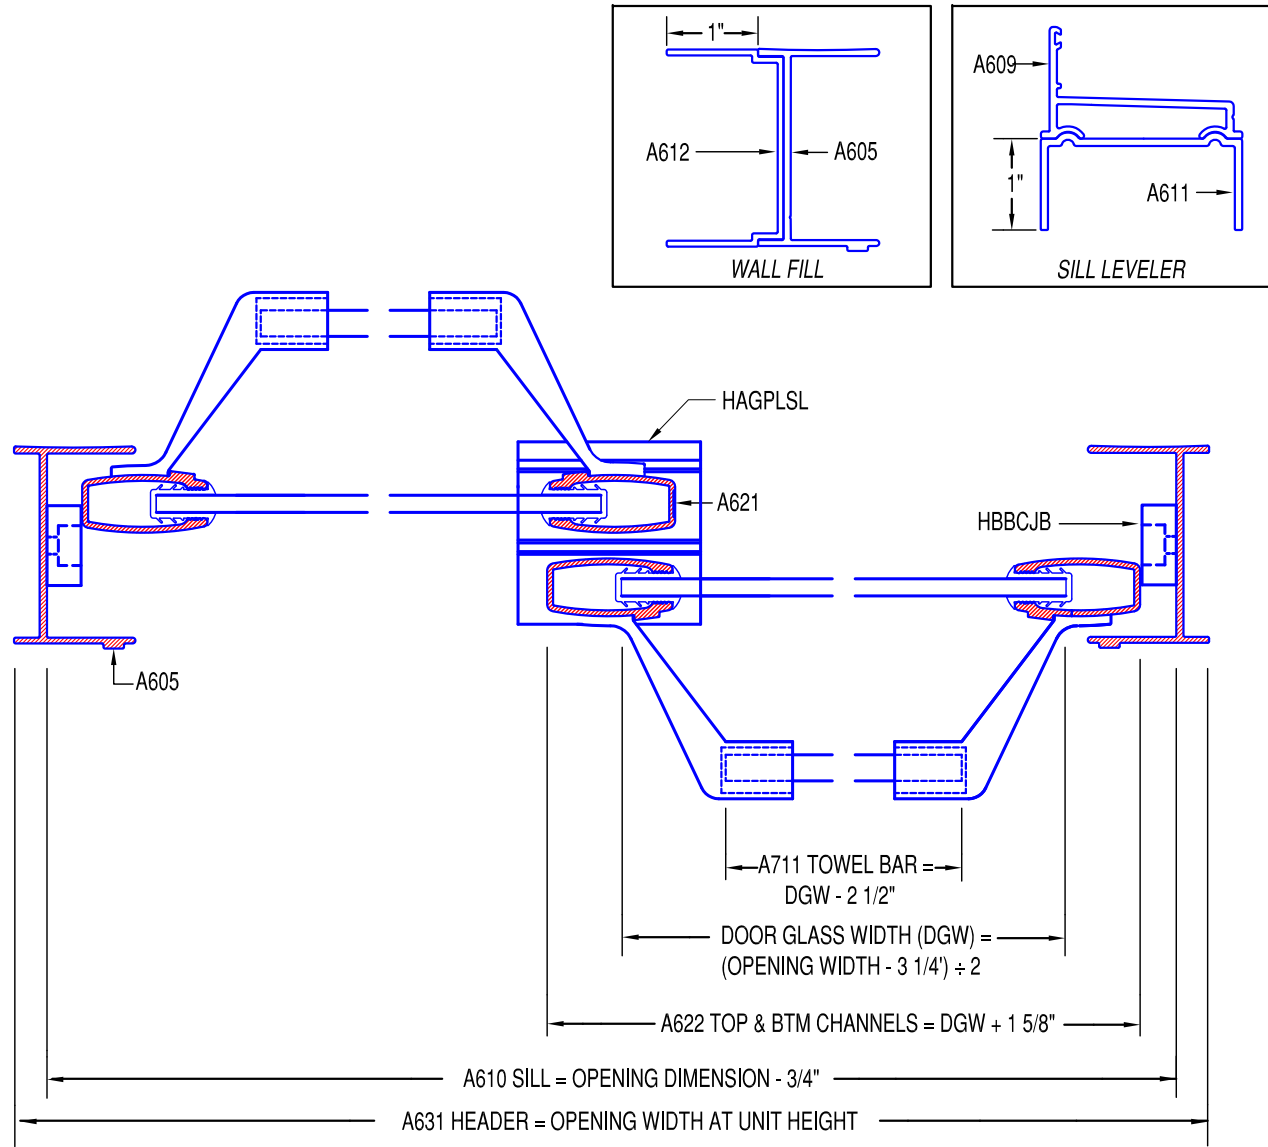 1"
A612
A605
WALL FILL
A609
1"
A611
SILL LEVELER
HAGPLSL
A621
HBBCJB
A605
A711 TOWEL BAR =
DGW - 2 1/2"
DOOR GLASS WIDTH (DGW) =
(OPENING WIDTH - 3 1/4') ÷ 2
A622 TOP & BTM CHANNELS = DGW + 1 5/8"
A610 SILL = OPENING DIMENSION - 3/4"
A631 HEADER = OPENING WIDTH AT UNIT HEIGHT